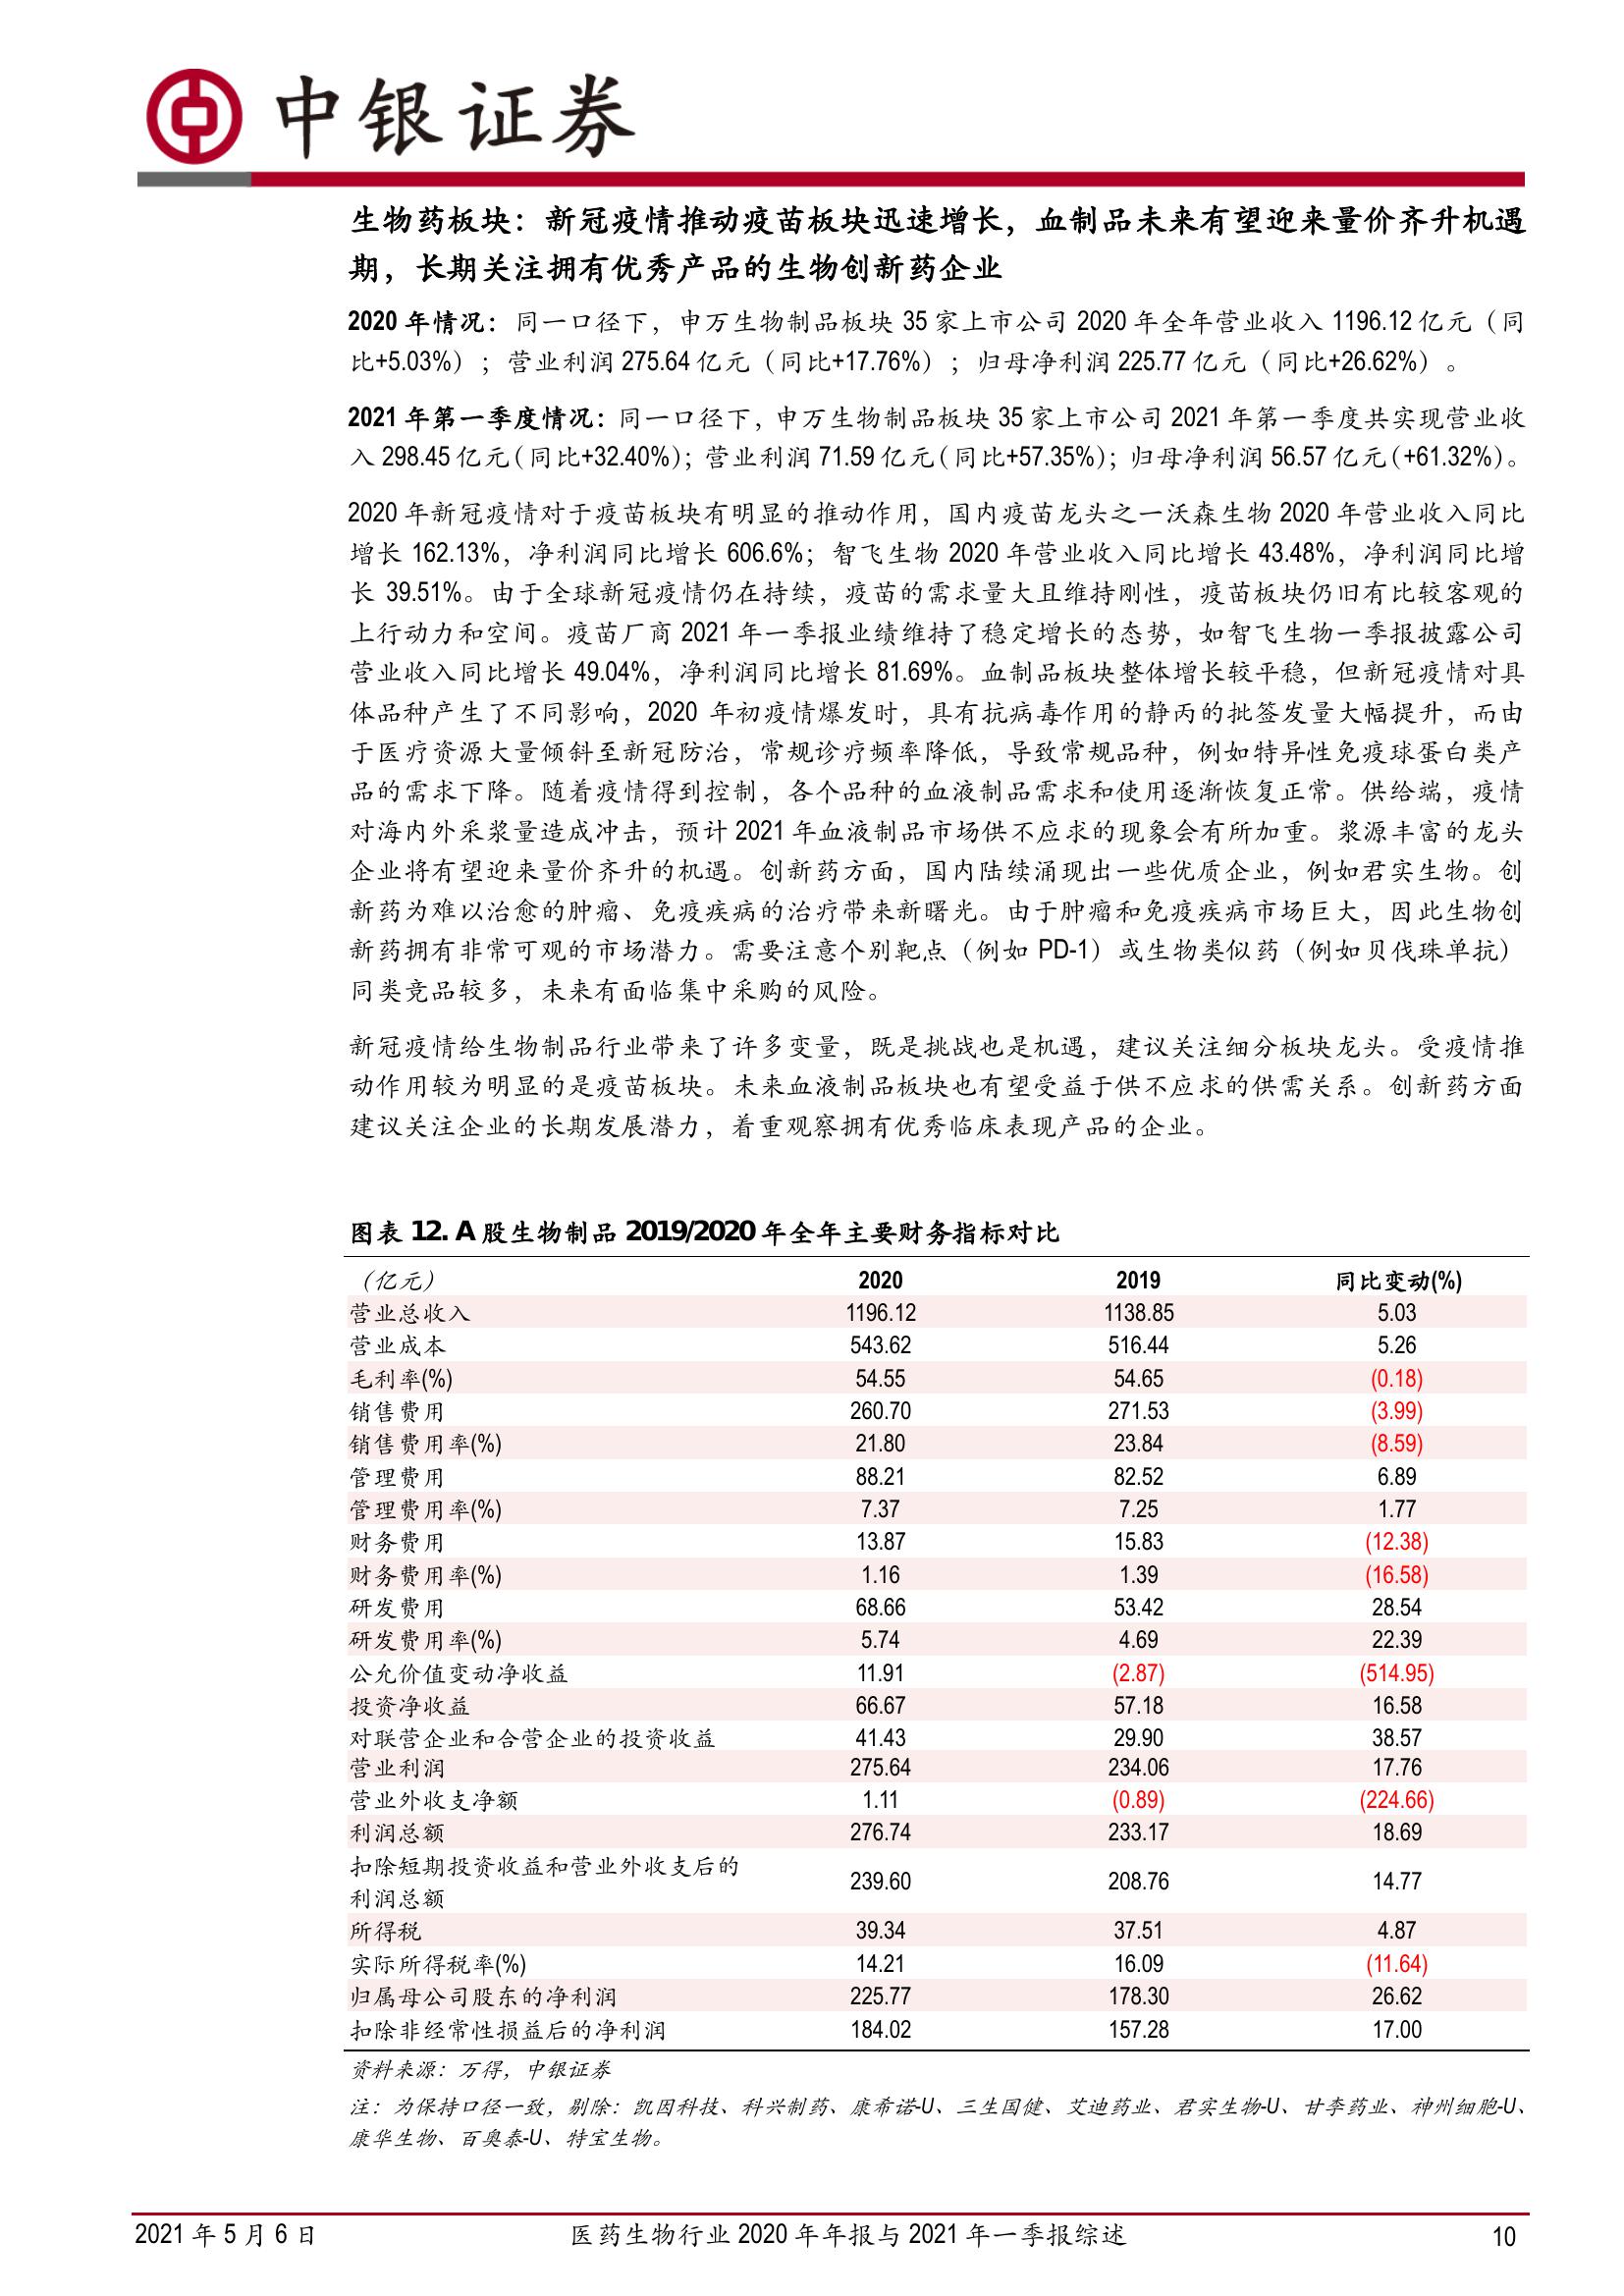 中银证券
生物药板块：新冠疫情推动疫苗板块迅速增长，血制品未来有望迎来量价齐升机遇
期，长期关注拥有优秀产品的生物创新药企业
2020 年情况：同一口径下，申万生物制品板块 35 家上市公司 2020 年全年营业收入 1196.12 亿元（同
比+5.03%）；营业利润 275.64 亿元（同比+17.76%）；归母净利润 225.77 亿元（同比+26.62%）。
2021 年第一季度情况：同一口径下，申万生物制品板块 35 家上市公司 2021 年第一季度共实现营业收
入 298.45 亿元（同比+32.40%）；营业利润 71.59 亿元（同比+57.35%）；归母净利润 56.57 亿元（+61.32%）。
2020 年新冠疫情对于疫苗板块有明显的推动作用，国内疫苗龙头之一沃森生物 2020 年营业收入同比
增长 162.13%，净利润同比增长 606.6%；智飞生物 2020 年营业收入同比增长 43.48%，净利润同比增
长 39.51%。由于全球新冠疫情仍在持续，疫苗的需求量大且维持刚性，疫苗板块仍旧有比较客观的
上行动力和空间。疫苗厂商 2021 年一季报业绩维持了稳定增长的态势，如智飞生物一季报披露公司
营业收入同比增长 49.04%，净利润同比增长 81.69%。血制品板块整体增长较平稳，但新冠疫情对具
体品种产生了不同影响，2020 年初疫情爆发时，具有抗病毒作用的静丙的批签发量大幅提升，而由
于医疗资源大量倾斜至新冠防治，常规诊疗频率降低，导致常规品种，例如特异性免疫球蛋白类产
品的需求下降。随着疫情得到控制，各个品种的血液制品需求和使用逐渐恢复正常。供给端，疫情
对海内外采浆量造成冲击，预计 2021 年血液制品市场供不应求的现象会有所加重。浆源丰富的龙头
企业将有望迎来量价齐升的机遇。创新药方面，国内陆续涌现出一些优质企业，例如君实生物。创
新药为难以治愈的肿瘤、免疫疾病的治疗带来新曙光。由于肿瘤和免疫疾病市场巨大，因此生物创
新药拥有非常可观的市场潜力。需要注意个别靶点（例如 PD-1）或生物类似药（例如贝伐珠单抗）
同类竞品较多，未来有面临集中采购的风险。
新冠疫情给生物制品行业带来了许多变量，既是挑战也是机遇，建议关注细分板块龙头。受疫情推
动作用较为明显的是疫苗板块。未来血液制品板块也有望受益于供不应求的供需关系。创新药方面
建议关注企业的长期发展潜力，着重观察拥有优秀临床表现产品的企业。
图表 12. A 股生物制品 2019/2020 年全年主要财务指标对比
（亿元） 2020 2019 同比变动(%)
营业总收入 1196.12 1138.85 5.03
营业成本 543.62 516.44 5.26
毛利率(%) 54.55 54.65 (0.18)
销售费用 260.70 271.53 (3.99)
销售费用率(%) 21.80 23.84 (8.59)
管理费用 88.21 82.52 6.89
管理费用率(%) 7.37 7.25 1.77
财务费用 13.87 15.83 (12.38)
财务费用率(%) 1.16 1.39 (16.58)
研发费用 68.66 53.42 28.54
研发费用率(%) 5.74 4.69 22.39
公允价值变动净收益 11.91 (2.87) (514.95)
投资净收益 66.67 57.18 16.58
对联营企业和合营企业的投资收益 41.43 29.90 38.57
营业利润 275.64 234.06 17.76
营业外收支净额 1.11 (0.89) (224.66)
利润总额 276.74 233.17 18.69
扣除短期投资收益和营业外收支后的
利润总额 239.60 208.76 14.77
所得税 39.34 37.51 4.87
实际所得税率(%) 14.21 16.09 (11.64)
归属母公司股东的净利润 225.77 178.30 26.62
扣除非经常性损益后的净利润 184.02 157.28 17.00
资料来源：万得，中银证券
注：为保持口径一致，剔除：凯因科技、科兴制药、康希诺-U、三生国健、艾迪药业、君实生物-U、甘李药业、神州细胞-U、
康华生物、百奥泰-U、特宝生物。
2021 年 5 月 6 日 医药生物行业 2020 年年报与 2021 年一季报综述 10